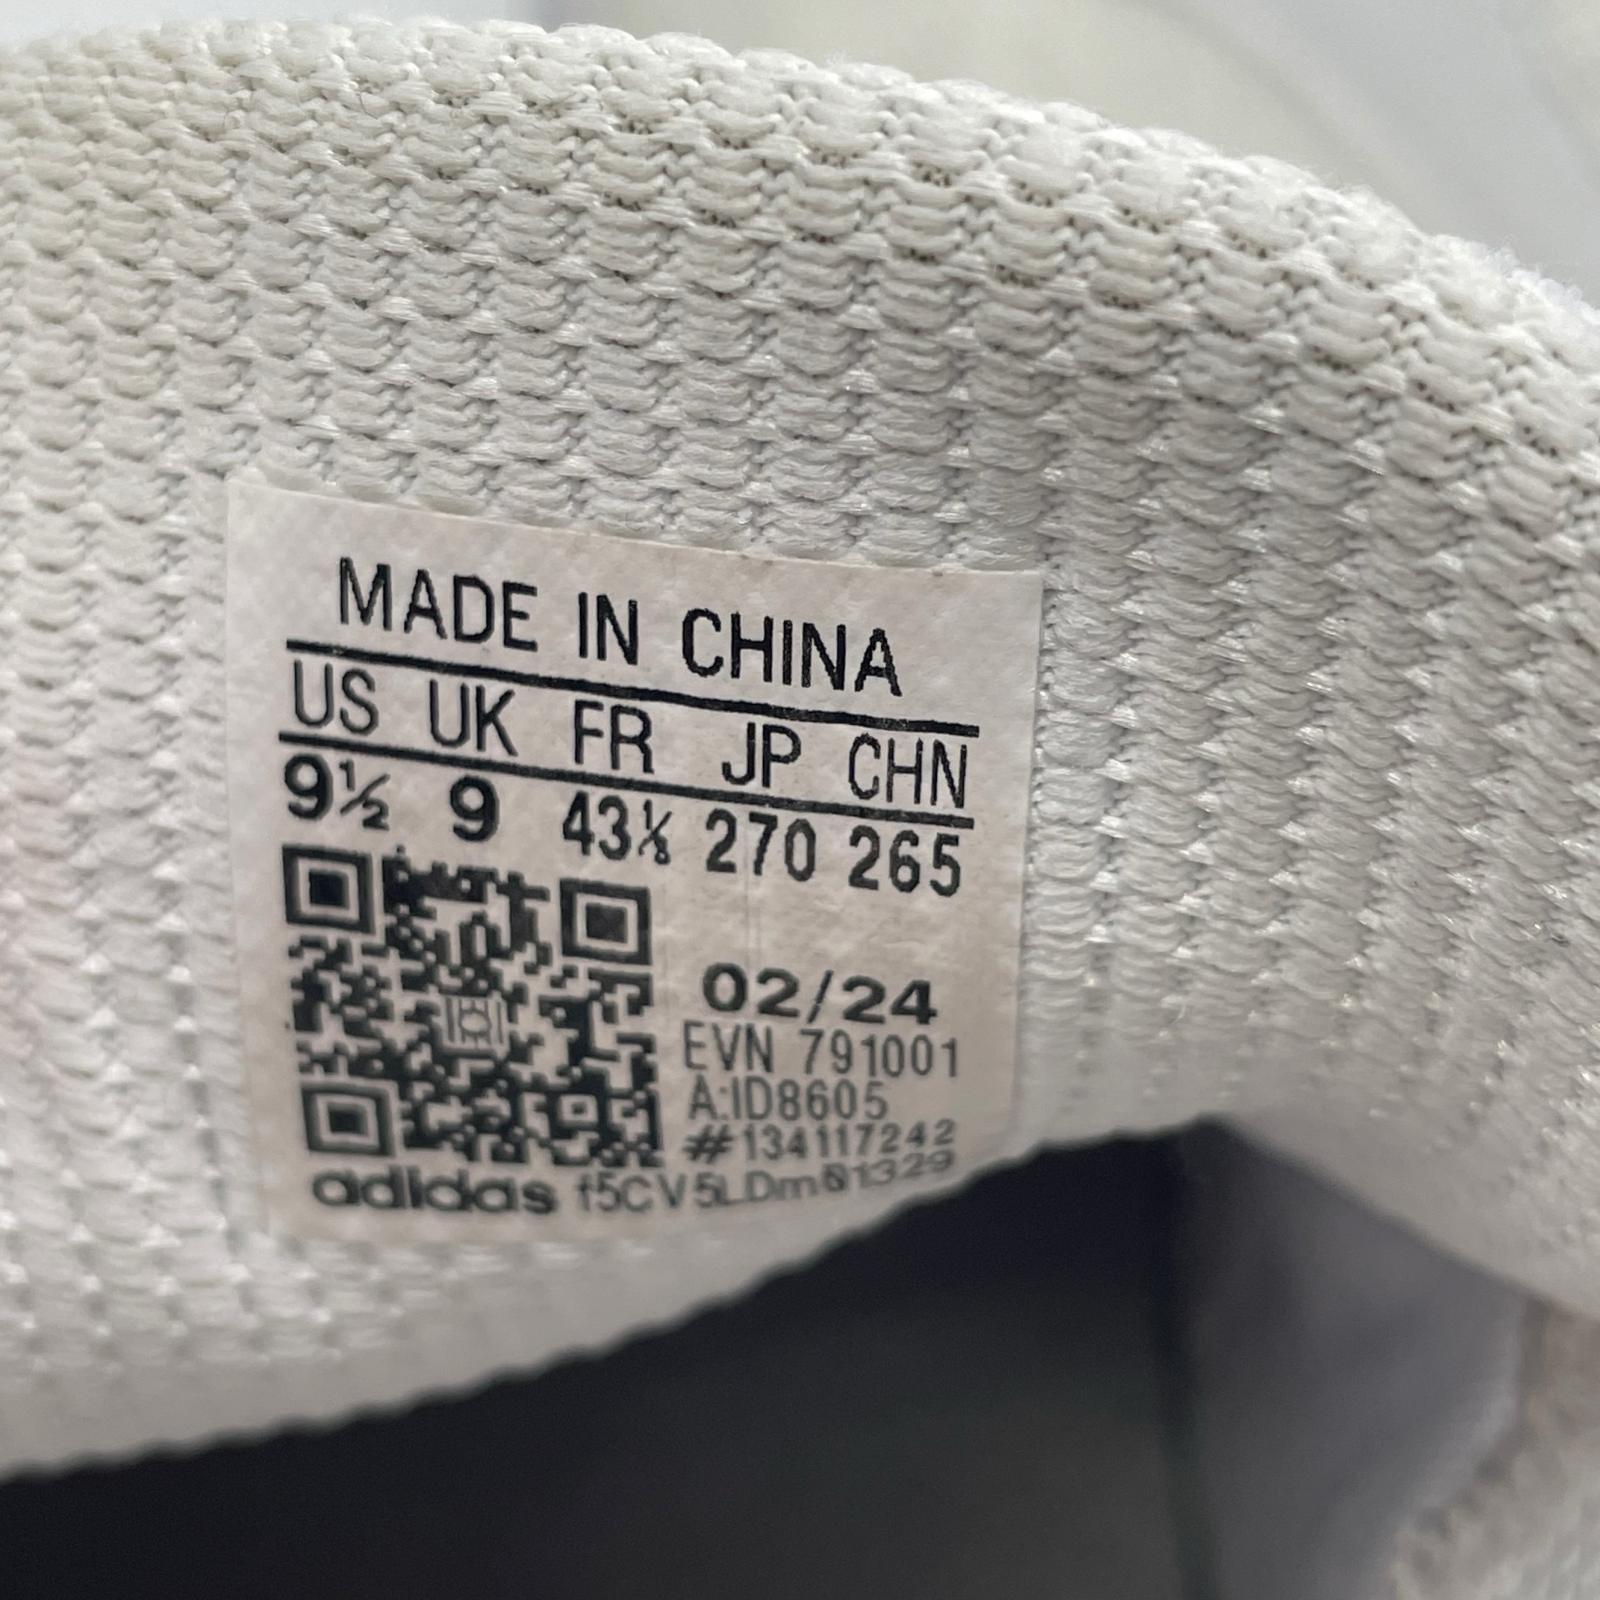 MADE IN CHINA
US UK FR JP CHN
9½ 9 43⅓ 270 265
02/24
EVN 791001
A:ID8605
#134117242
adidas f5CV5LDm01329